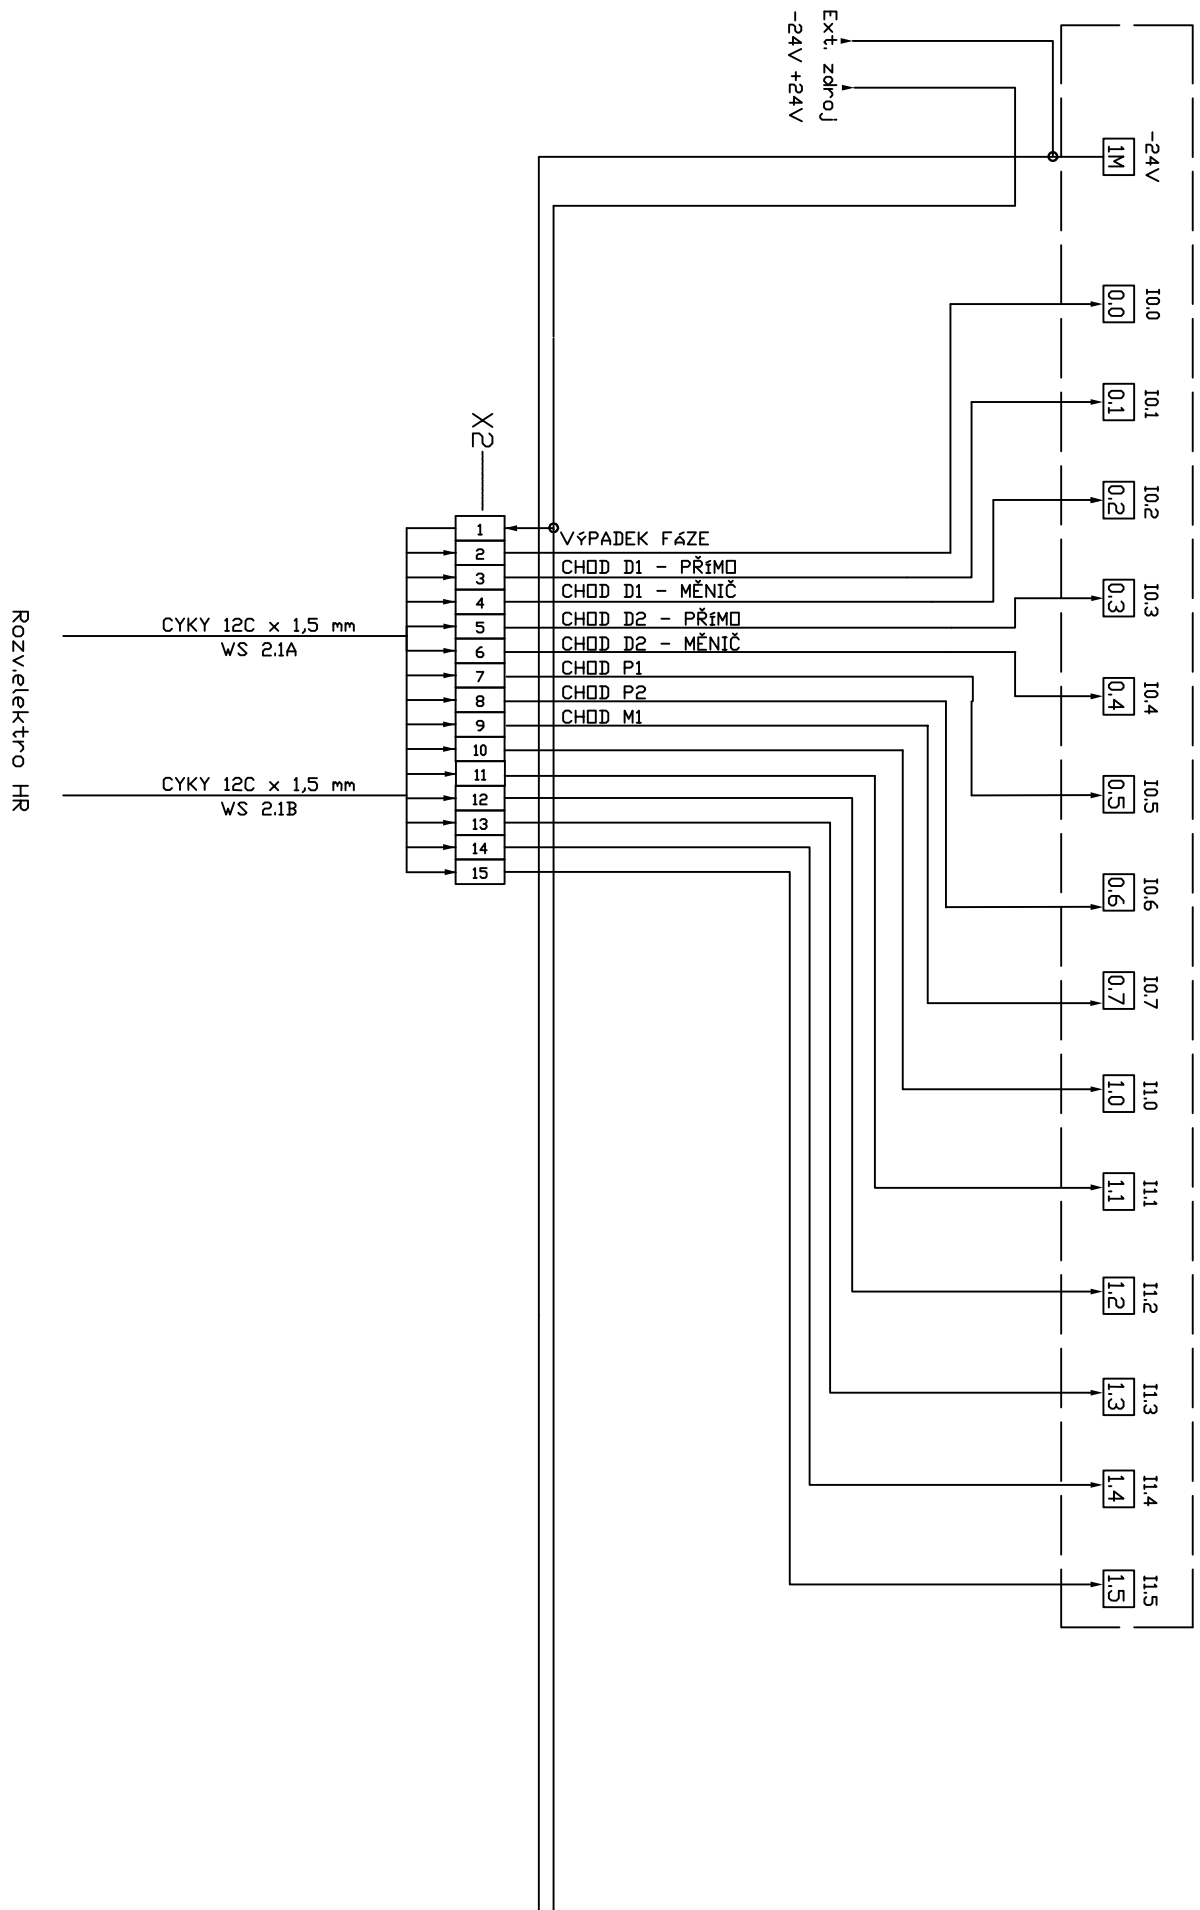 Ext. zdroj
-24V +24V
-24V
1M
I0.0
0.0
I0.1
0.1
I0.2
0.2
I0.3
0.3
I0.4
0.4
I0.5
0.5
I0.6
0.6
I0.7
0.7
I1.0
1.0
I1.1
1.1
I1.2
1.2
I1.3
1.3
I1.4
1.4
I1.5
1.5
X2
1
2
3
4
5
6
7
8
9
10
11
12
13
14
15
VÝPADEK FÁZE
CHOD D1 - PŘÍMO
CHOD D1 - MĚNIČ
CHOD D2 - PŘÍMO
CHOD D2 - MĚNIČ
CHOD P1
CHOD P2
CHOD M1
CYKY 12C x 1,5 mm
WS 2.1A
CYKY 12C x 1,5 mm
WS 2.1B
Rozv.elektro HR